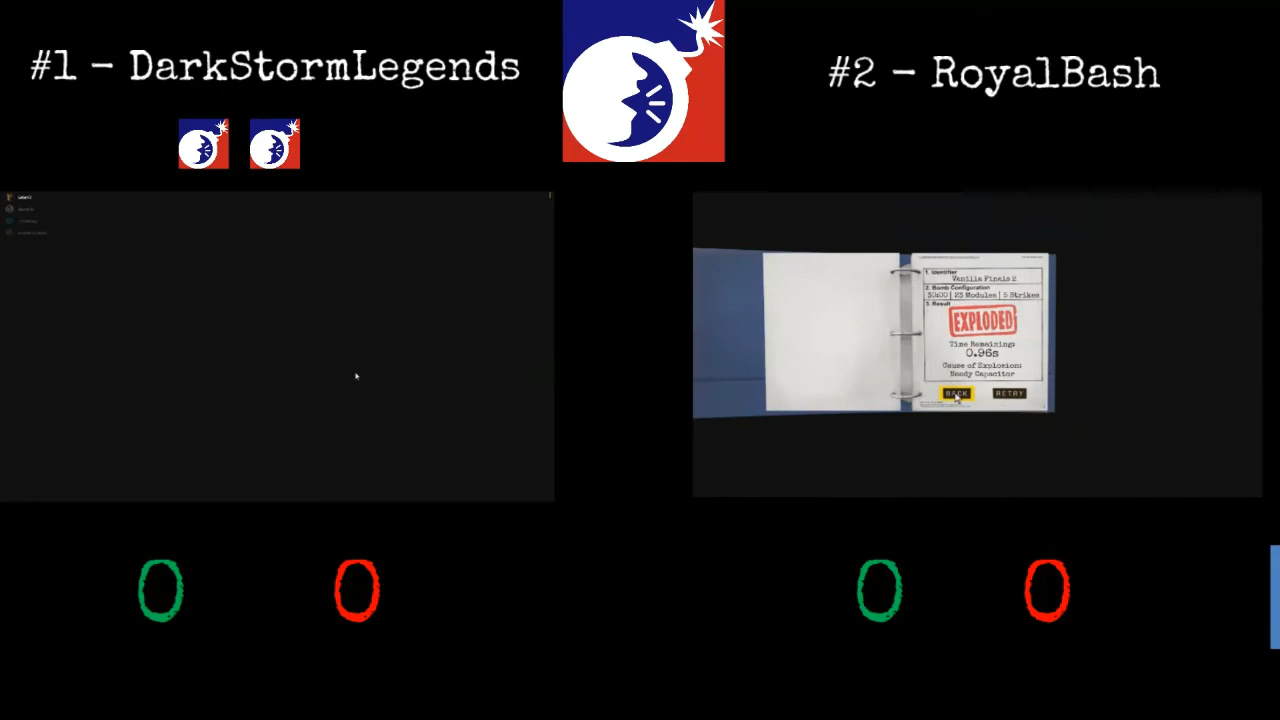 #1 - DarkStormLegends
#2 - RoyalBash
1. Identifier
Vanilla Finals 2
2. Bomb Configuration
30:00 | 23 Modules | 5 Strikes
3. Result
EXPLODED
Time Remaining:
0.96s
Cause of Explosion:
Needy Capacitor
BACK
RETRY
0
0
0
0